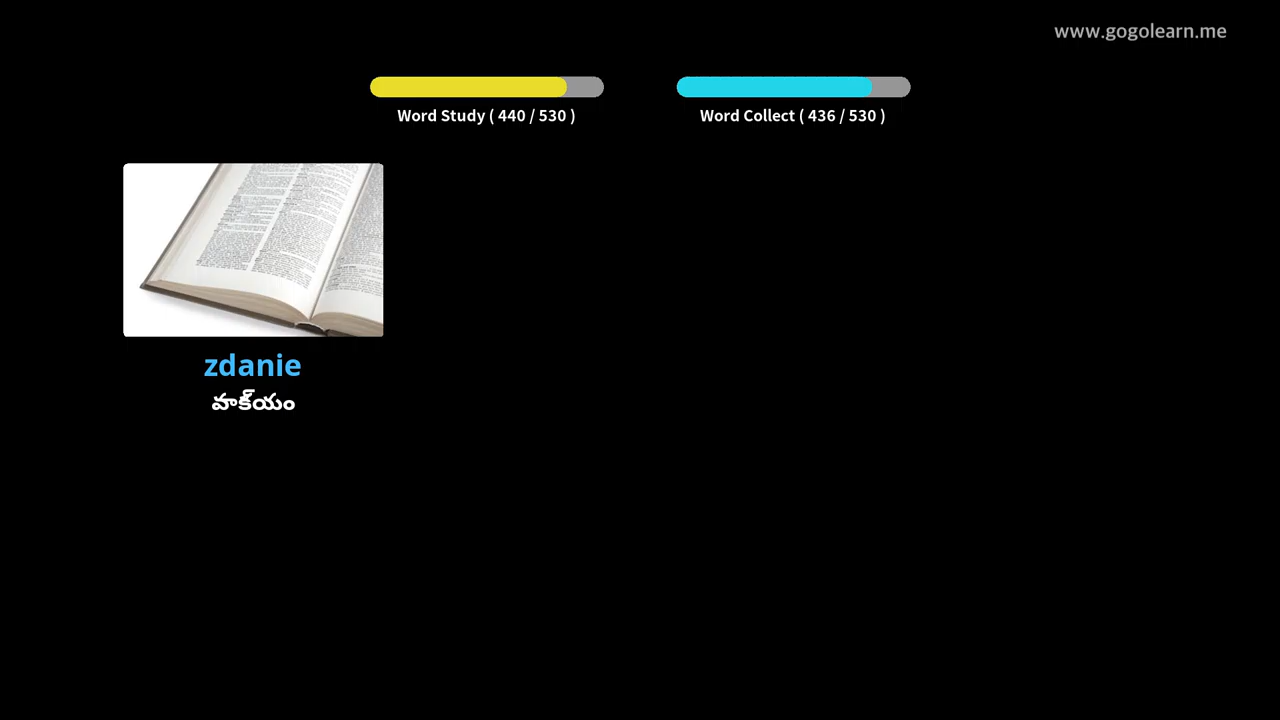 www.gogolearn.me
Word Study ( 440 / 530 )
Word Collect ( 436 / 530 )
zdanie
వాక్యం